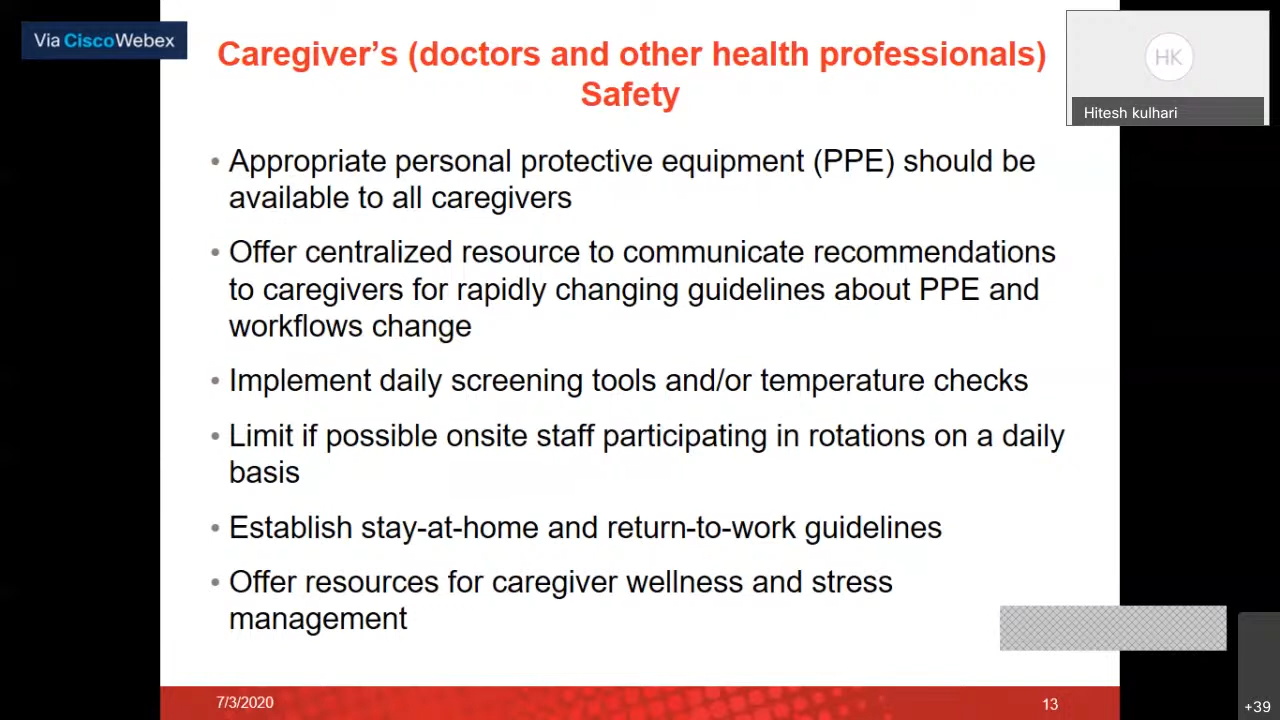 Via CiscoWebex
Caregiver’s (doctors and other health professionals)
Safety
HK
Hitesh kulhari
• Appropriate personal protective equipment (PPE) should be
available to all caregivers
• Offer centralized resource to communicate recommendations
to caregivers for rapidly changing guidelines about PPE and
workflows change
• Implement daily screening tools and/or temperature checks
• Limit if possible onsite staff participating in rotations on a daily
basis
• Establish stay-at-home and return-to-work guidelines
• Offer resources for caregiver wellness and stress
management
7/3/2020
13
+39